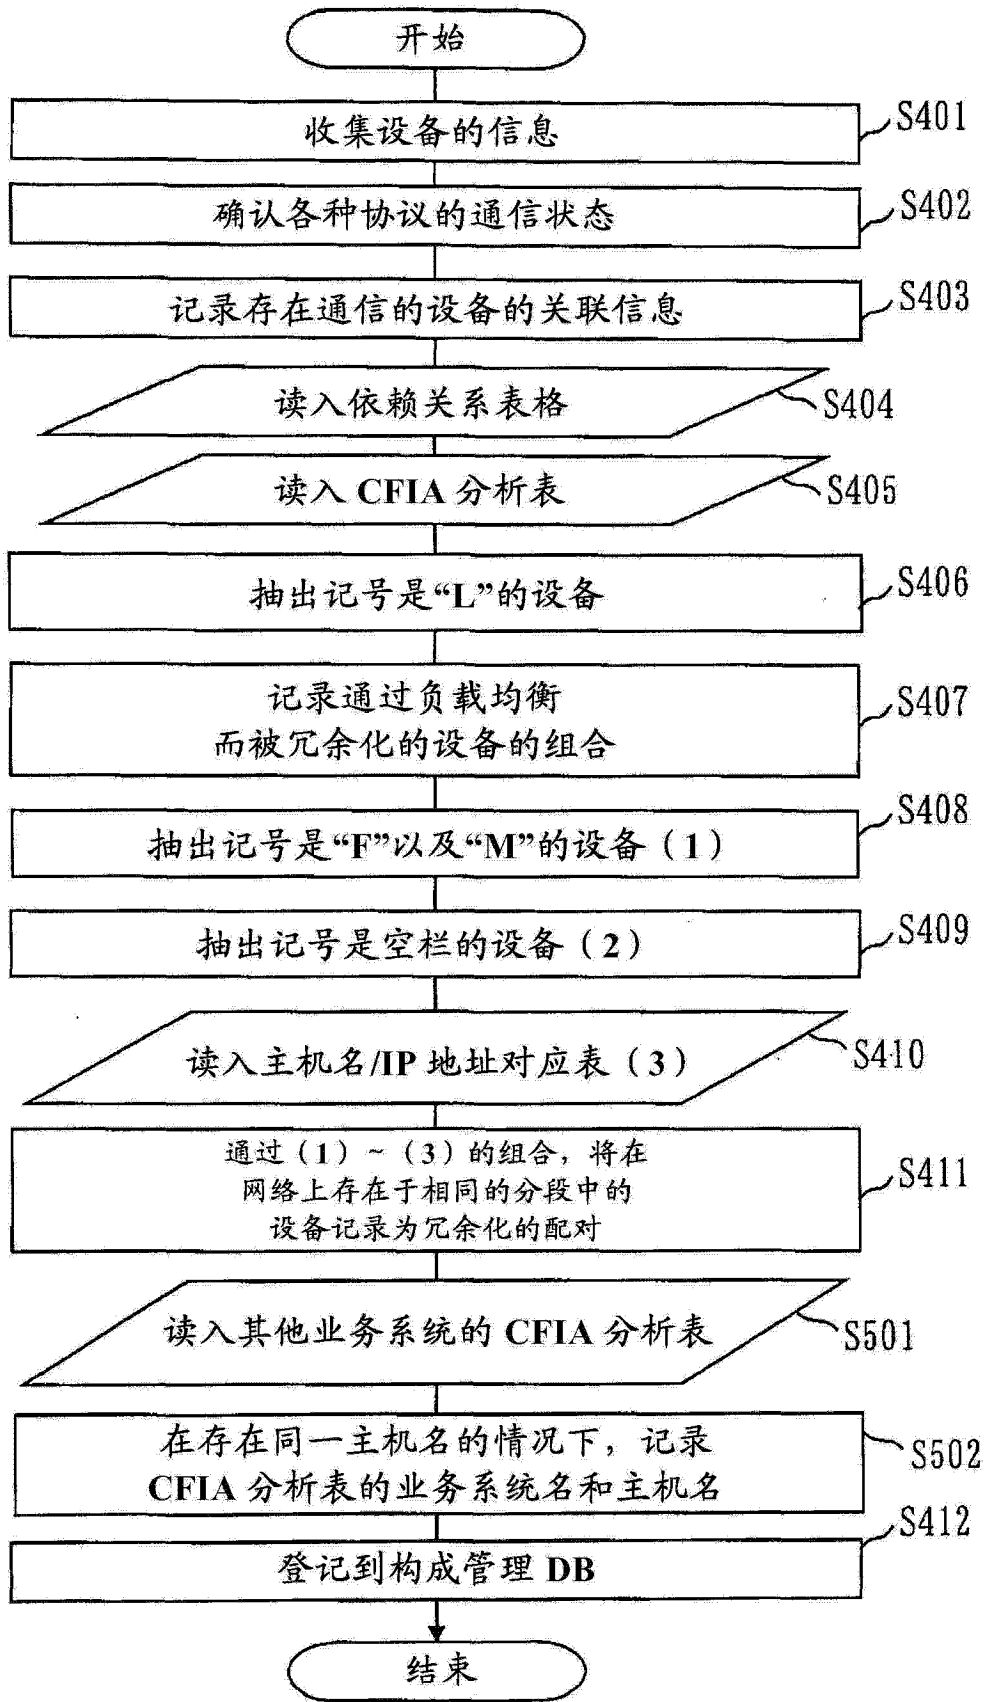 开始
收集设备的信息
S401
确认各种协议的通信状态
S402
记录存在通信的设备的关联信息
S403
读入依赖关系表格
S404
读入 CFIA 分析表
S405
抽出记号是“L”的设备
S406
记录通过负载均衡
而被冗余化的设备的组合
S407
抽出记号是“F”以及“M”的设备（1）
S408
抽出记号是空栏的设备（2）
S409
读入主机名/IP 地址对应表（3）
S410
通过（1）~（3）的组合，将在
网络上存在于相同的分段中的
设备记录为冗余化的配对
S411
读入其他业务系统的 CFIA 分析表
S501
在存在同一主机名的情况下，记录
CFIA 分析表的业务系统名和主机名
S502
登记到构成管理 DB
S412
结束